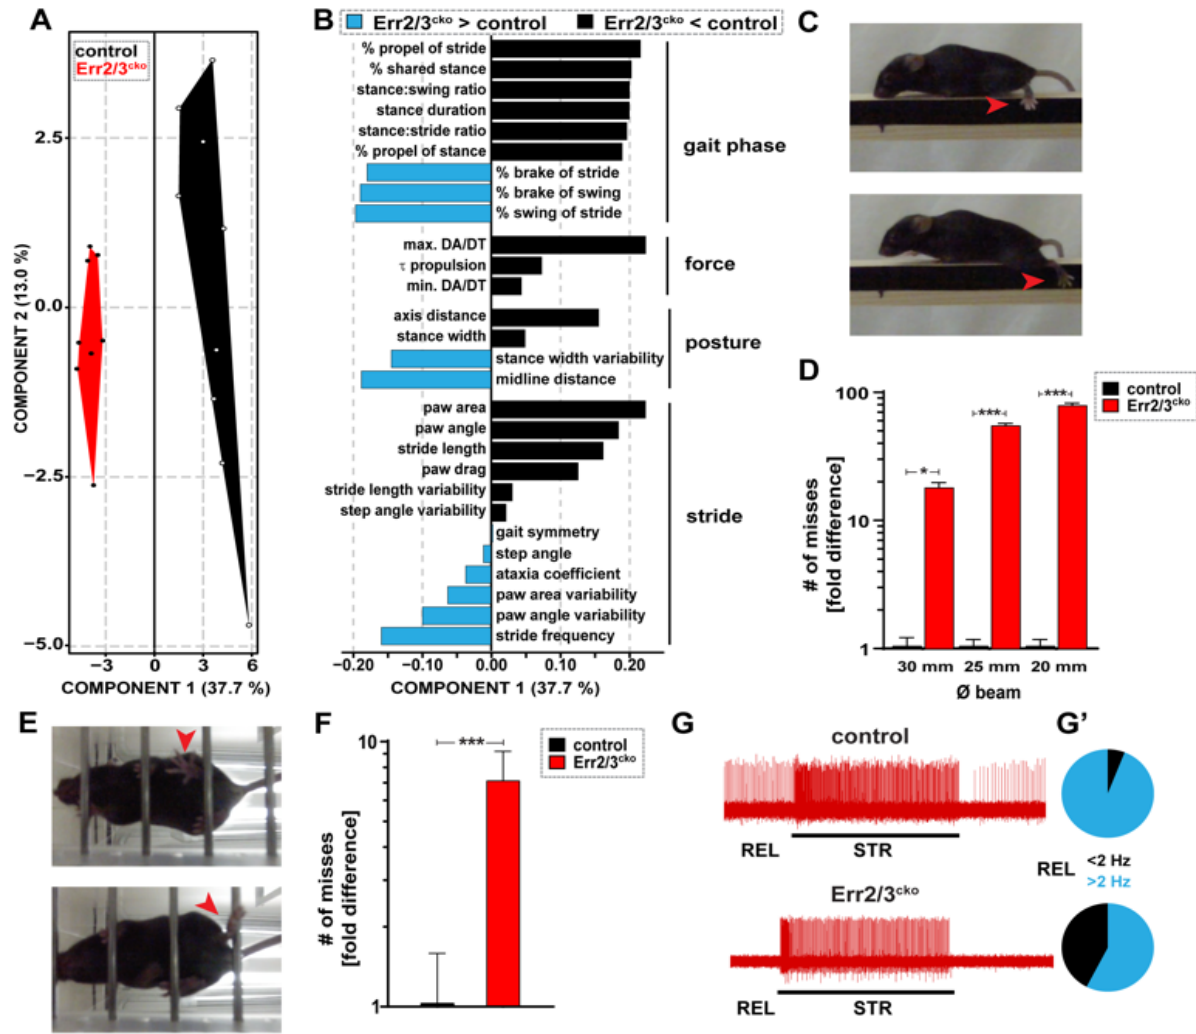 A
control
Err2/3cko
2.5
0.0
−2.5
−5.0
COMPONENT 2 (13.0 %)
−3
0
3
6
COMPONENT 1 (37.7 %)
B
Err2/3cko > control
Err2/3cko < control
% propel of stride
% shared stance
stance:swing ratio
stance duration
stance:stride ratio
% propel of stance
% brake of stride
% brake of swing
% swing of stride
gait phase
max. DA/DT
τ propulsion
min. DA/DT
force
axis distance
stance width
stance width variability
midline distance
posture
paw area
paw angle
stride length
paw drag
stride length variability
step angle variability
gait symmetry
step angle
ataxia coefficient
paw area variability
paw angle variability
stride frequency
stride
−0.20
−0.10
0.00
0.10
0.20
COMPONENT 1 (37.7 %)
C
D
control
Err2/3cko
100
10
1
# of misses
[fold difference]
*
***
***
30 mm
25 mm
20 mm
Ø beam
E
F
control
Err2/3cko
***
10
1
# of misses
[fold difference]
G
control
REL
STR
Err2/3cko
REL
STR
G’
REL
<2 Hz
>2 Hz